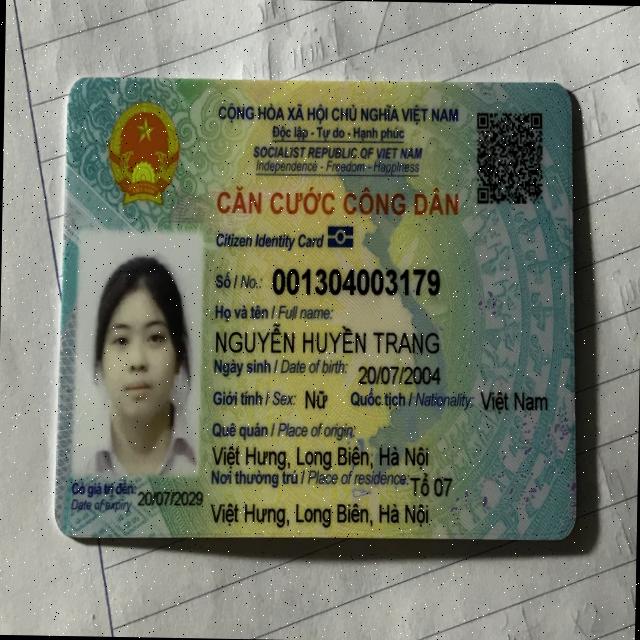 CỘNG HÒA XÃ HỘI CHỦ NGHĨA VIỆT NAM
Độc lập - Tự do - Hạnh phúc
SOCIALIST REPUBLIC OF VIET NAM
Independence - Freedom - Happiness
CĂN CƯỚC CÔNG DÂN
Citizen Identity Card
Số / No.: 001304003179
Họ và tên / Full name:
NGUYỄN HUYỀN TRANG
Ngày sinh / Date of birth: 20/07/2004
Giới tính / Sex: Nữ Quốc tịch / Nationality: Việt Nam
Quê quán / Place of origin:
Việt Hưng, Long Biên, Hà Nội
Nơi thường trú / Place of residence: Tổ 07
Việt Hưng, Long Biên, Hà Nội
Có giá trị đến: 20/07/2029
Date of expiry